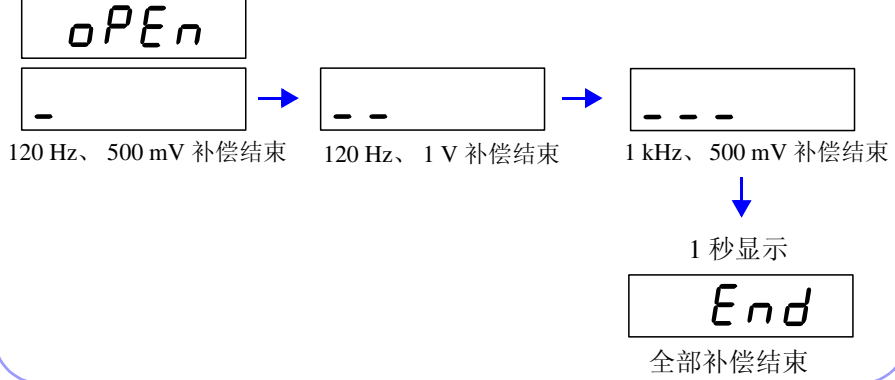 oPEn
_
120 Hz、 500 mV 补偿结束
_ _
120 Hz、 1 V 补偿结束
_ _ _
1 kHz、 500 mV 补偿结束
1 秒显示
End
全部补偿结束